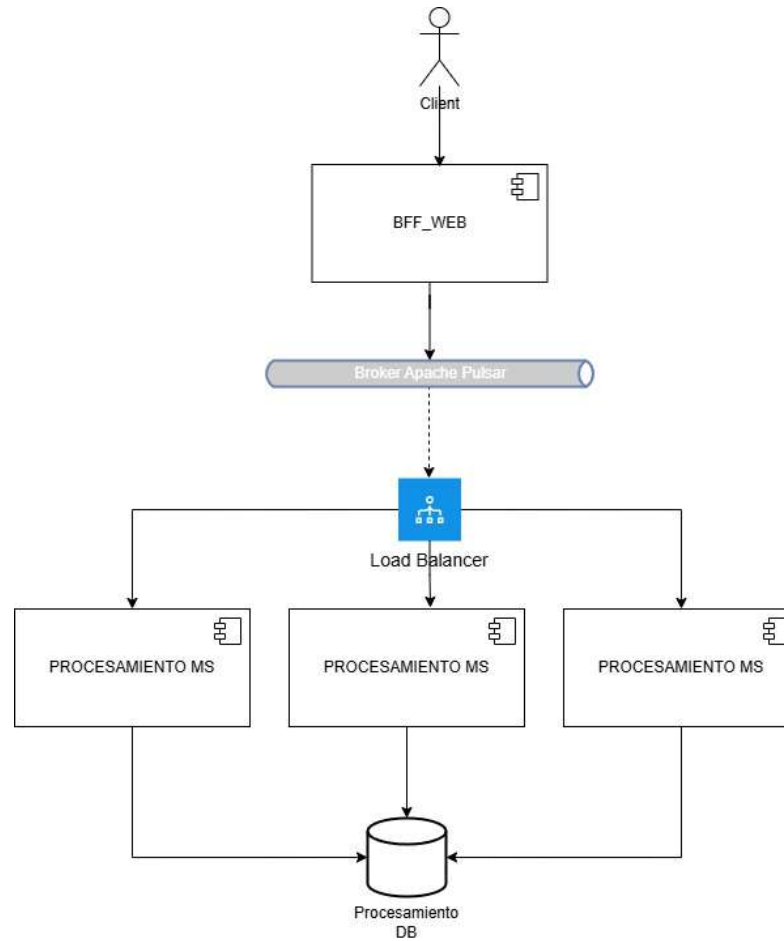 Client
BFF_WEB
Broker Apache Pulsar
Load Balancer
PROCESAMIENTO MS
PROCESAMIENTO MS
PROCESAMIENTO MS
Procesamiento
DB